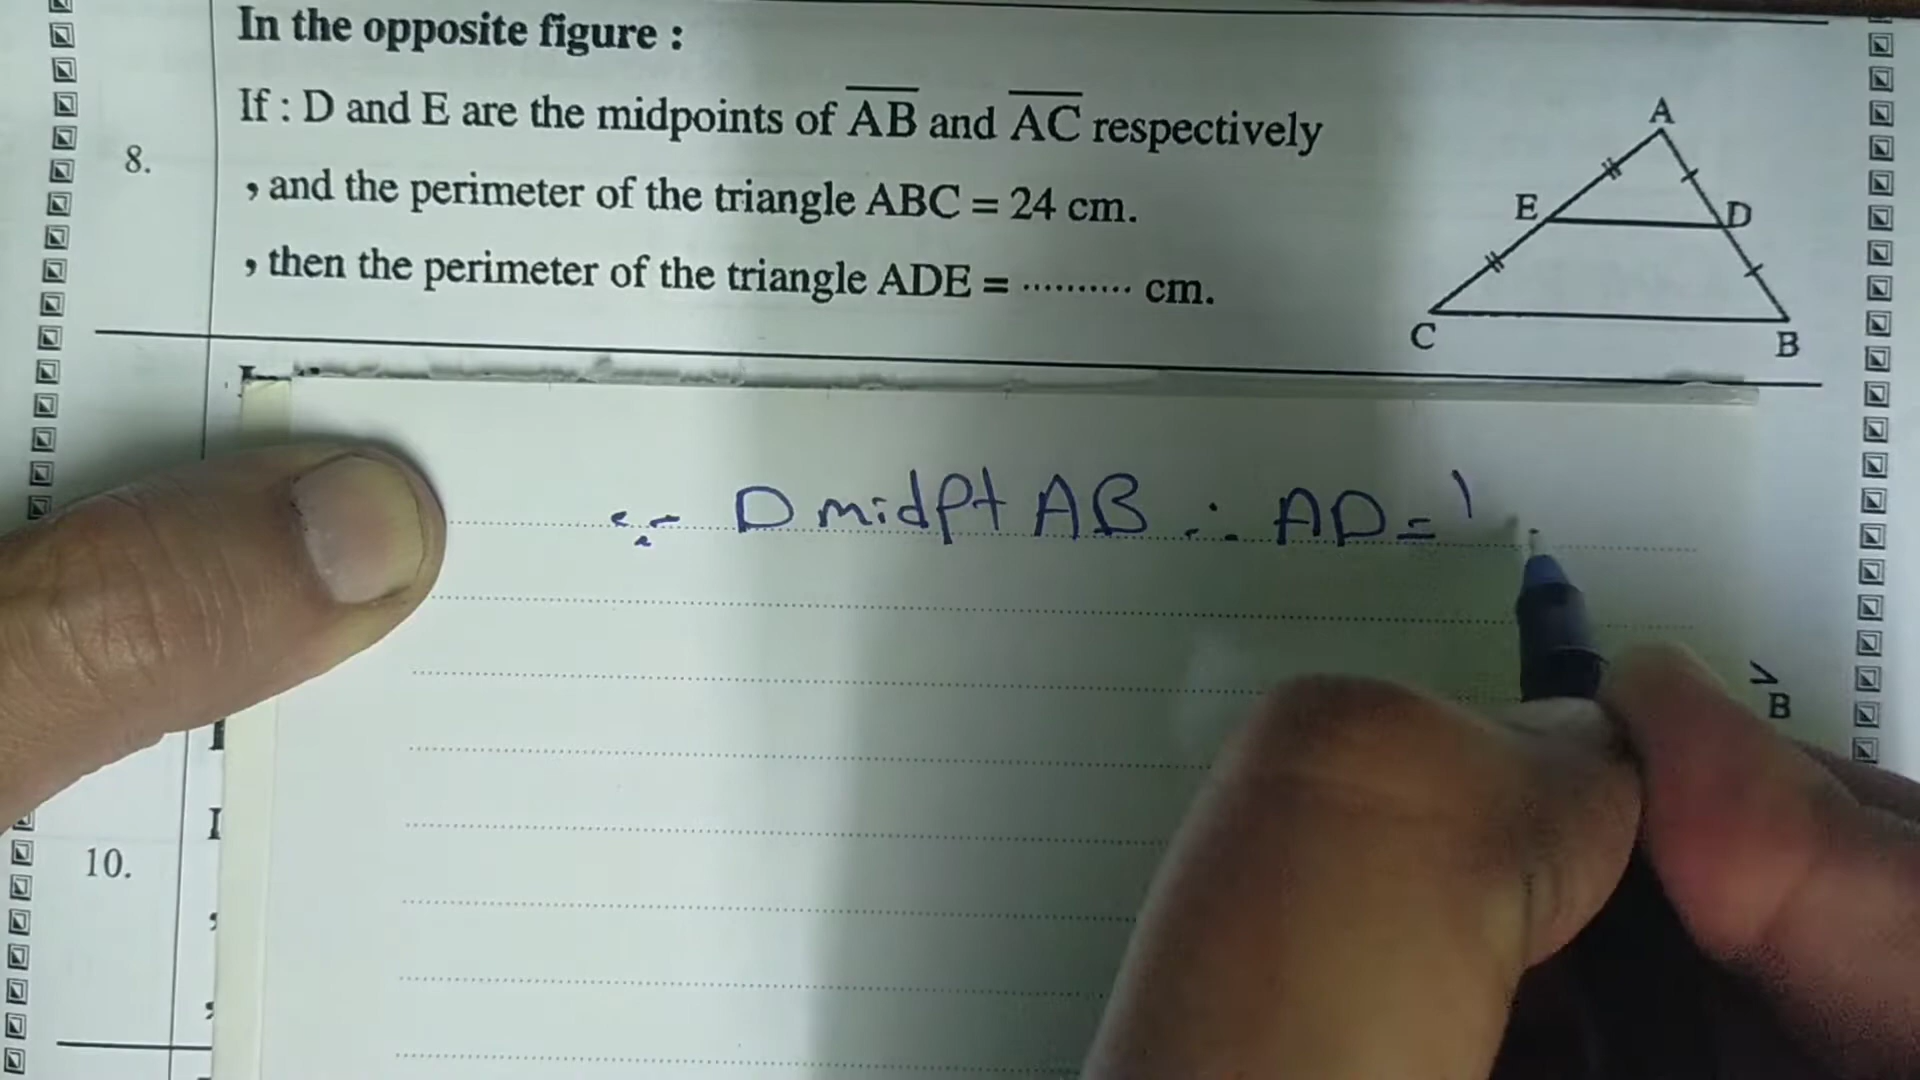 In the opposite figure :
8.
If : D and E are the midpoints of AB and AC respectively
, and the perimeter of the triangle ABC = 24 cm.
, then the perimeter of the triangle ADE = .......... cm.
A
E
D
C
B
∵ D midpt AB ∴ AD =
B
10.